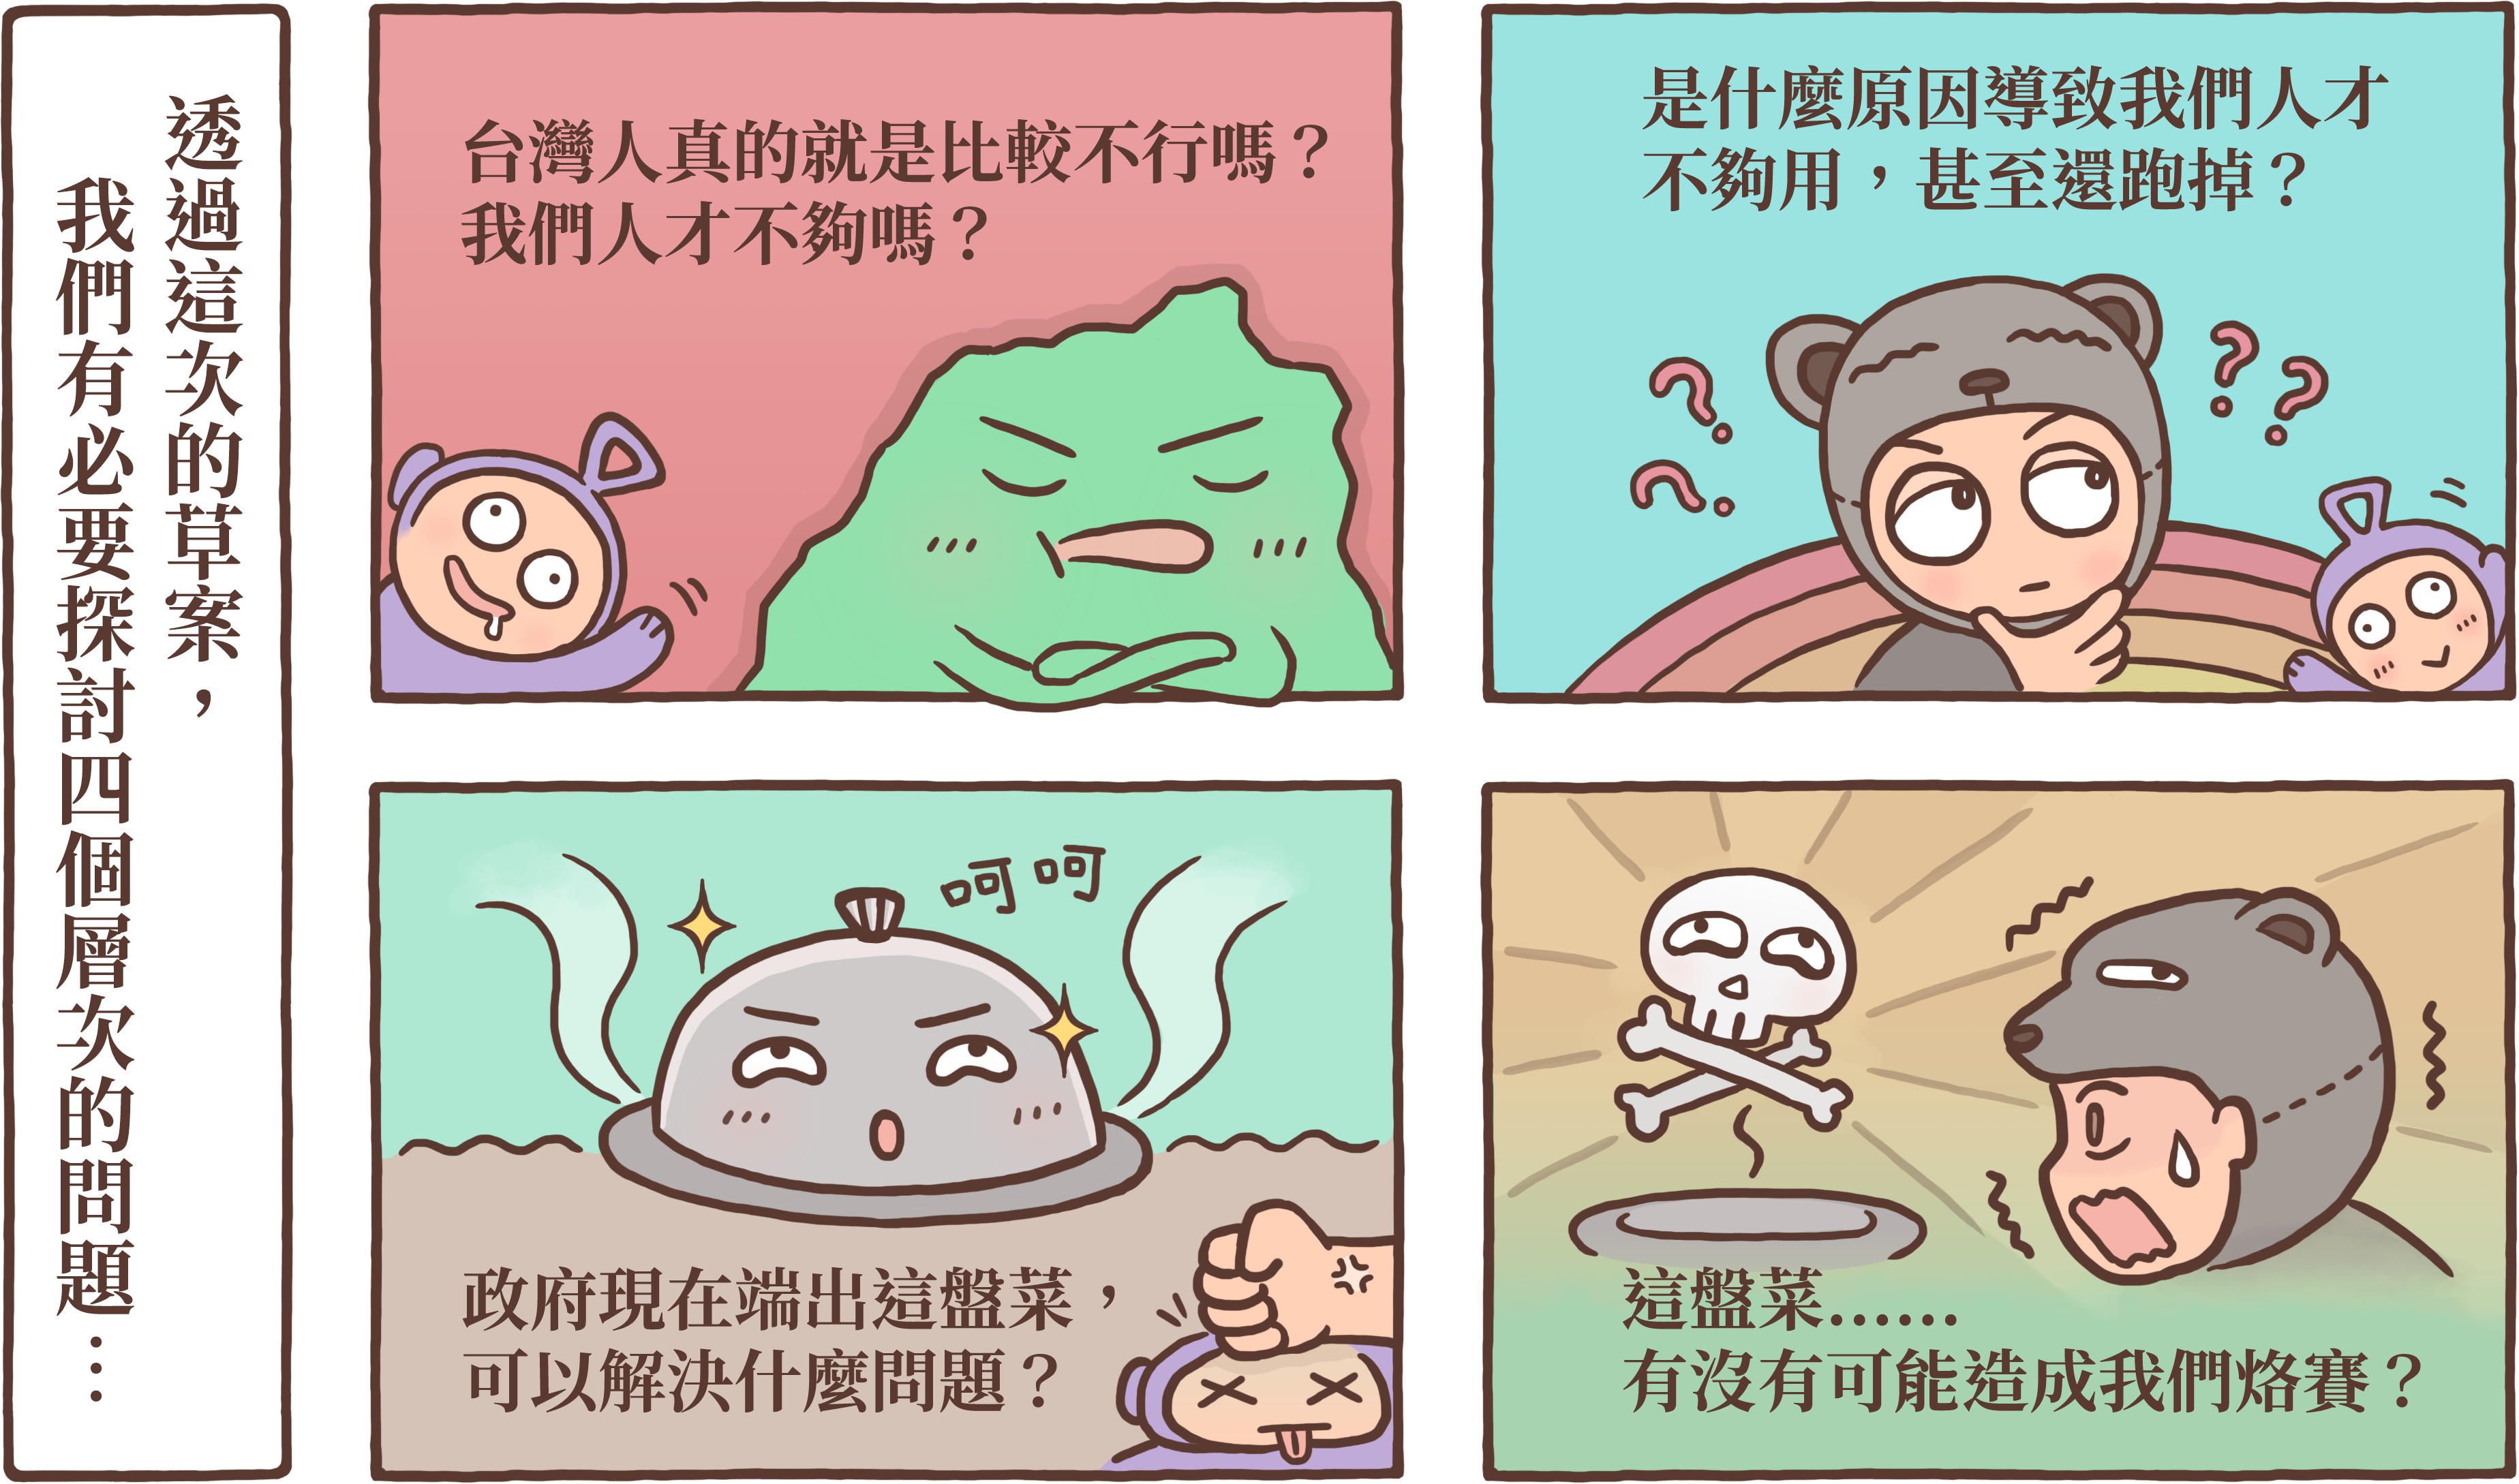 透過這次的草案，
我們有必要探討四個層次的問題…
台灣人真的就是比較不行嗎？
我們人才不夠嗎？
是什麼原因導致我們人才
不夠用，甚至還跑掉？
呵呵
政府現在端出這盤菜，
可以解決什麼問題？
這盤菜......
有沒有可能造成我們烙賽？